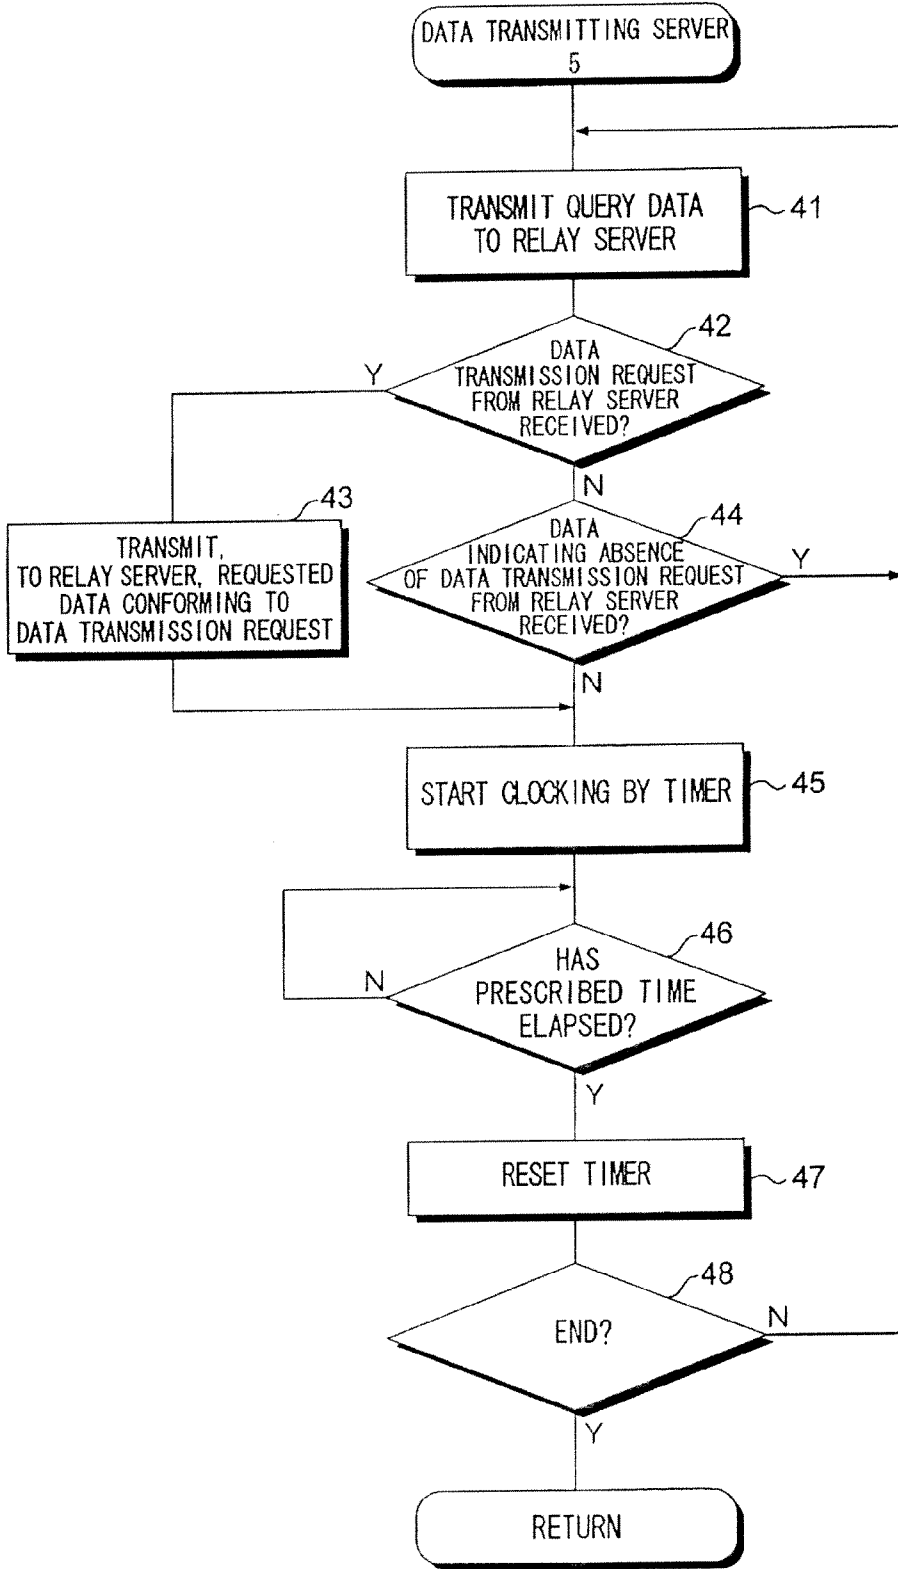 DATA TRANSMITTING SERVER
5
TRANSMIT QUERY DATA
TO RELAY SERVER
41
DATA
TRANSMISSION REQUEST
FROM RELAY SERVER
RECEIVED?
42
Y
N
43
TRANSMIT,
TO RELAY SERVER, REQUESTED
DATA CONFORMING TO
DATA TRANSMISSION REQUEST
44
DATA
INDICATING ABSENCE
OF DATA TRANSMISSION REQUEST
FROM RELAY SERVER
RECEIVED?
Y
N
START CLOCKING BY TIMER
45
46
HAS
PRESCRIBED TIME
ELAPSED?
N
Y
RESET TIMER
47
48
END?
N
Y
RETURN